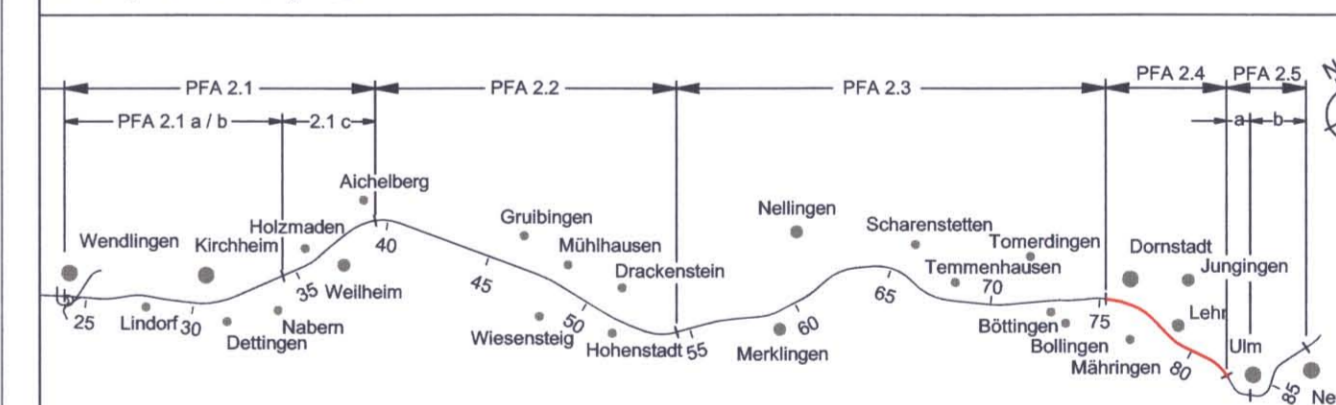 PFA 2.1
PFA 2.2
PFA 2.3
PFA 2.4
PFA 2.5
PFA 2.1 a / b
2.1 c
a
b
N
Aichelberg
Wendlingen
Kirchheim
Holzmaden
40
Gruibingen
Mühlhausen
Drackenstein
Nellingen
Scharenstetten
Tomerdingen
Temmenhausen
Dornstadt
Jungingen
25
Lindorf
30
Dettingen
Nabern
35
Weilheim
45
Wiesensteig
50
Hohenstadt
55
Merklingen
60
65
70
Böttingen
Bollingen
75
Mähringen
80
Lehr
Ulm
85
Ne